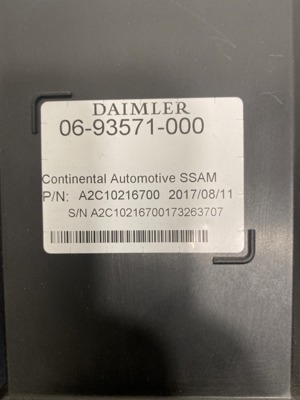 DAIMLER
06-93571-000
Continental Automotive SSAM
P/N: A2C10216700 2017/08/11
S/N A2C10216700173263707